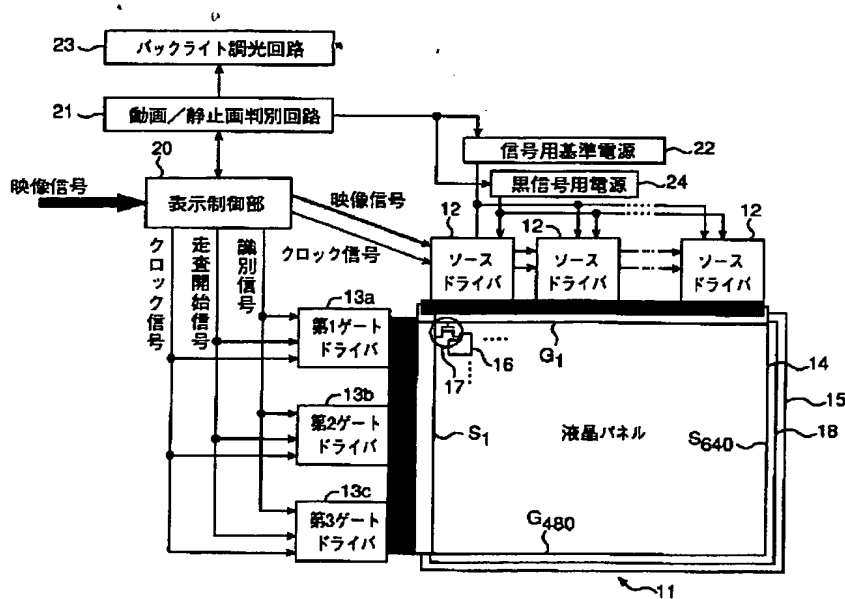 23
バックライト調光回路
21
動画/静止画判別回路
20
信号用基準電源
22
映像信号
表示制御部
映像信号
黒信号用電源
24
12
12
12
クロック信号
ソース
ドライバ
ソース
ドライバ
ソース
ドライバ
クロック信号
走査開始信号
識別信号
13a
第1ゲート
ドライバ
17
16
G1
14
15
13b
第2ゲート
ドライバ
S1
液晶パネル
S640
18
13c
第3ゲート
ドライバ
G480
11